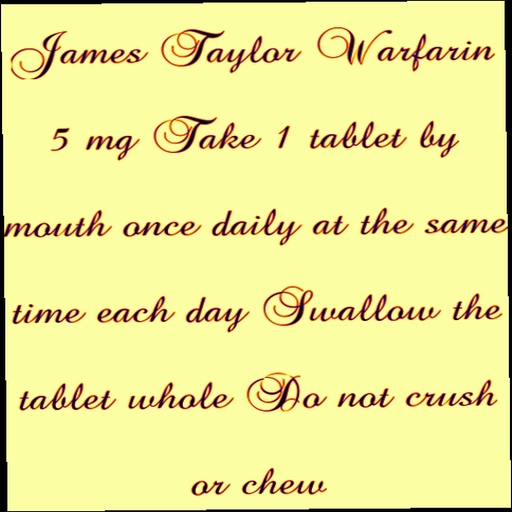 James Taylor Warfarin
5 mg Take 1 tablet by
mouth once daily at the same
time each day Swallow the
tablet whole Do not crush
or chew